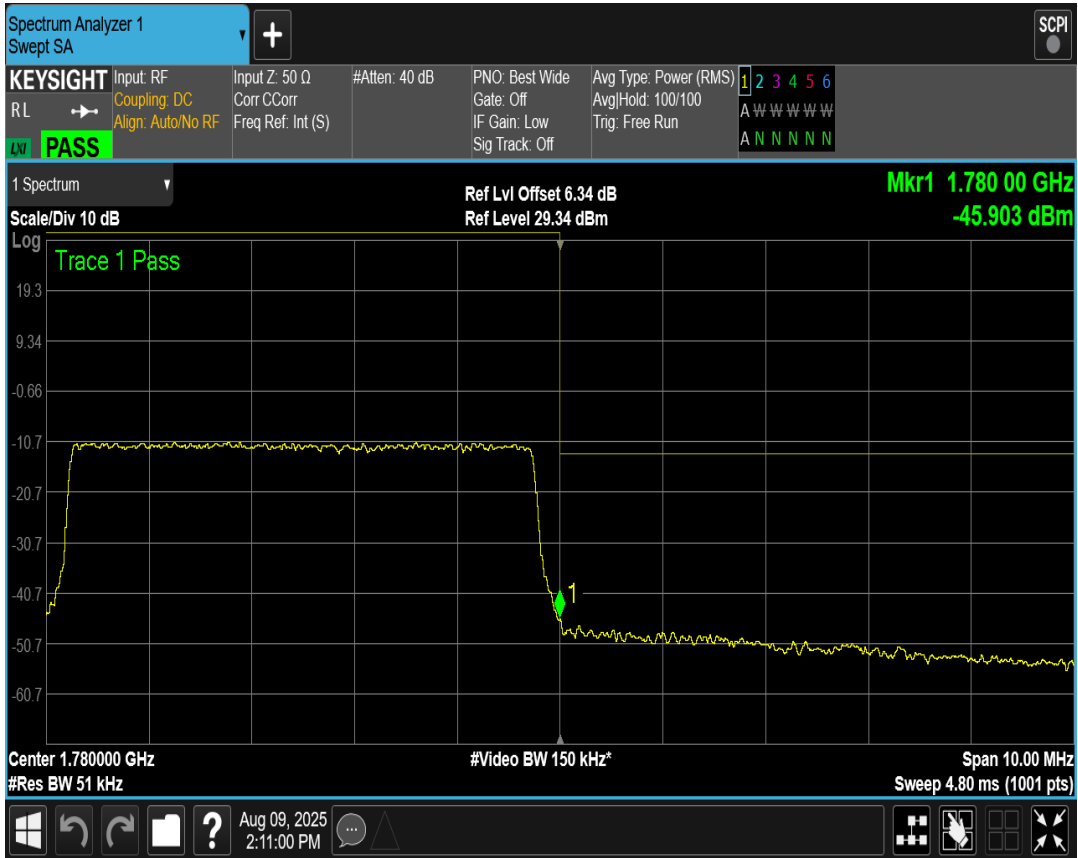 Spectrum Analyzer 1
Swept SA
+
SCPI
KEYSIGHT
R L
LXI
PASS
Input: RF
Coupling: DC
Align: Auto/No RF
Input Z: 50 Ω
Corr CCorr
Freq Ref: Int (S)
#Atten: 40 dB
PNO: Best Wide
Gate: Off
IF Gain: Low
Sig Track: Off
Avg Type: Power (RMS)
Avg|Hold: 100/100
Trig: Free Run
1 2 3 4 5 6
A W W W W W
A N N N N N
1 Spectrum
Scale/Div 10 dB
Ref Lvl Offset 6.34 dB
Ref Level 29.34 dBm
Mkr1 1.780 00 GHz
-45.903 dBm
Log
Trace 1 Pass
19.3
9.34
-0.66
-10.7
-20.7
-30.7
-40.7
-50.7
-60.7
1
Center 1.780000 GHz
#Res BW 51 kHz
#Video BW 150 kHz*
Span 10.00 MHz
Sweep 4.80 ms (1001 pts)
?
Aug 09, 2025
2:11:00 PM